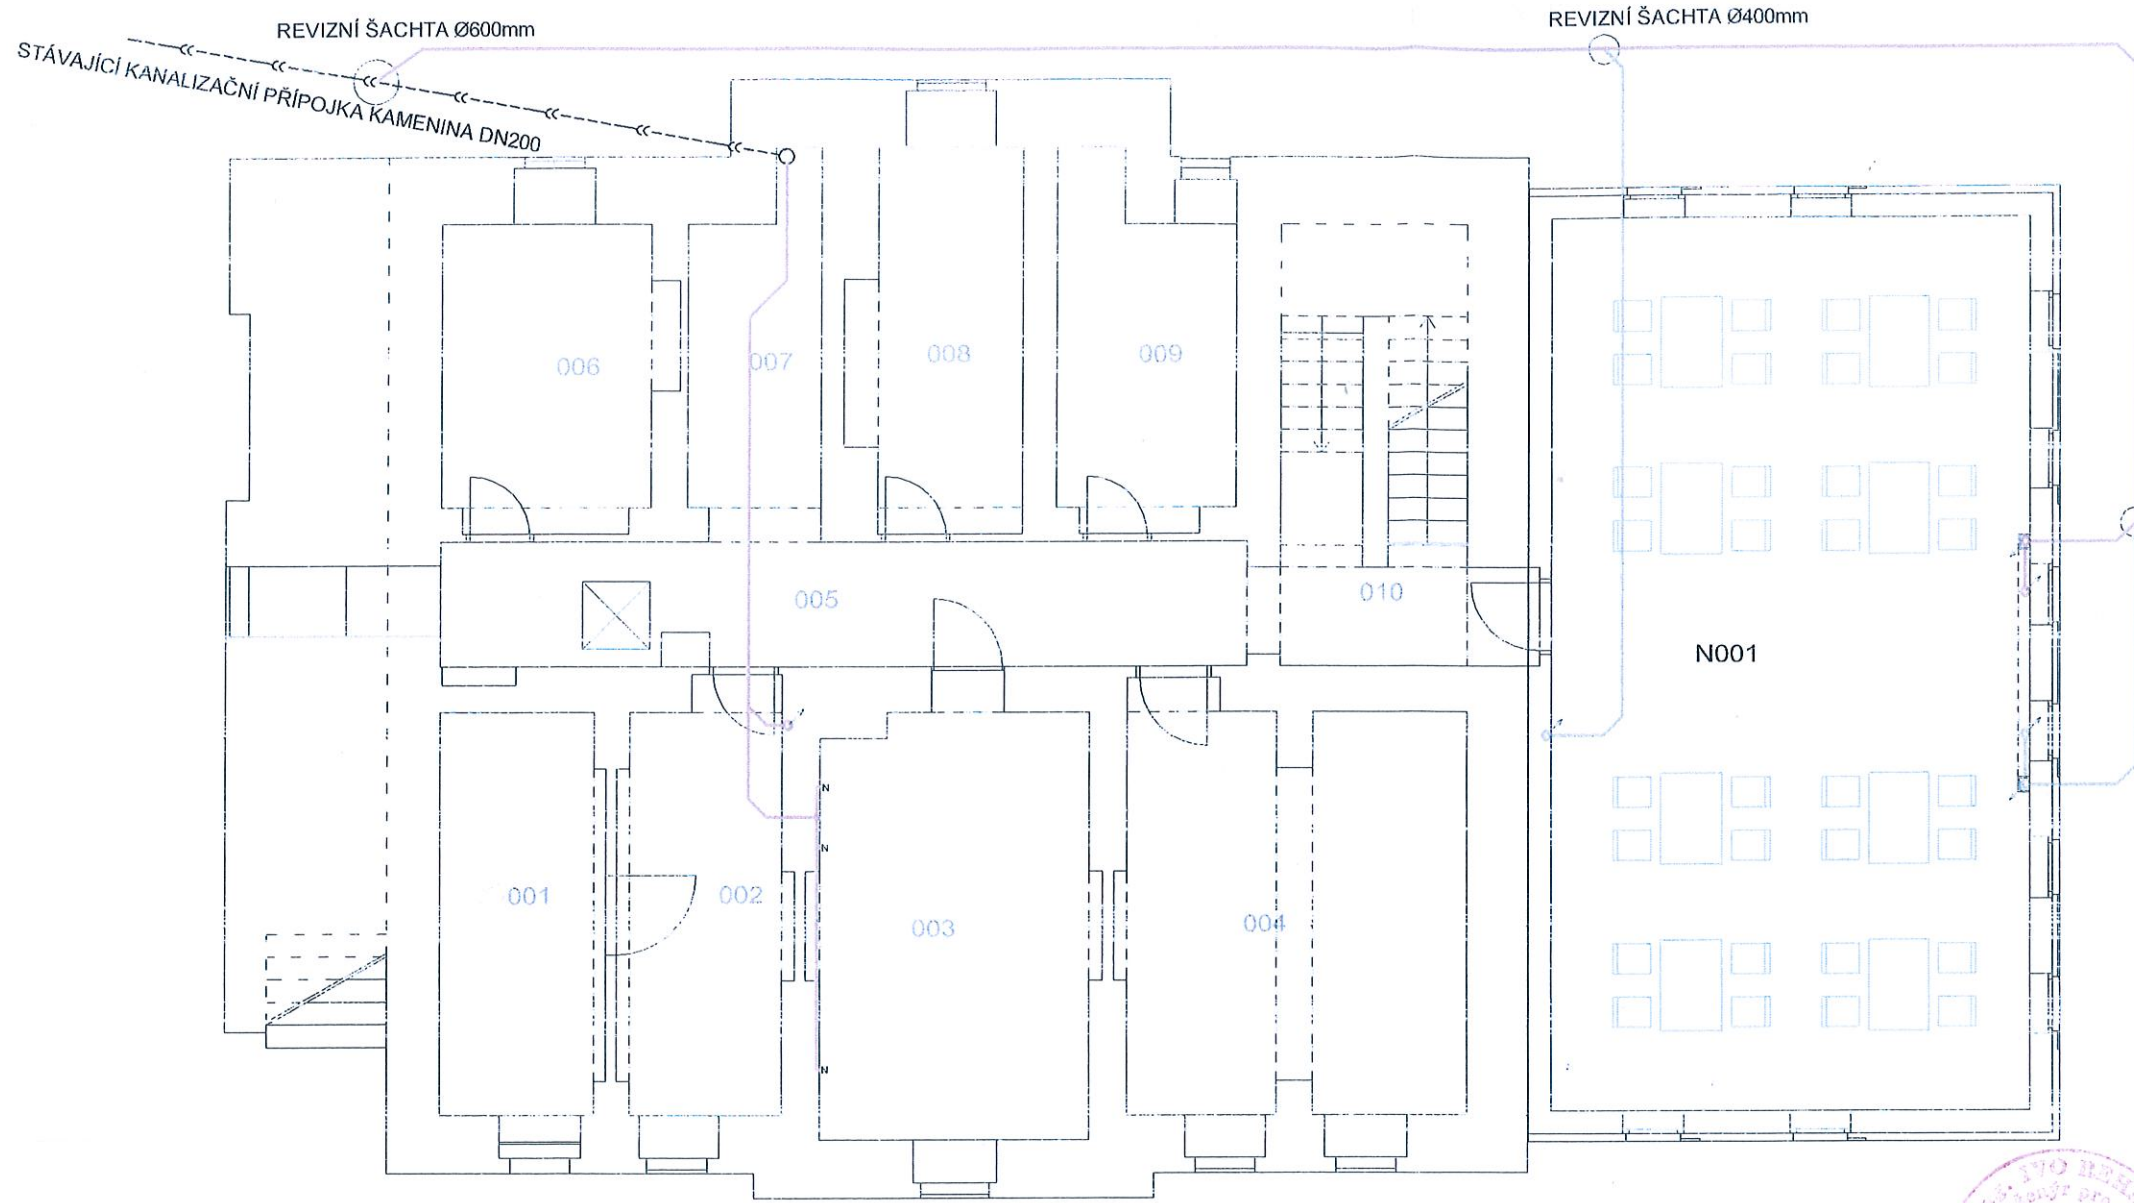 REVIZNÍ ŠACHTA Ø600mm
REVIZNÍ ŠACHTA Ø400mm
STÁVAJÍCÍ KANALIZAČNÍ PŘÍPOJKA KAMENINA DN200
006
007
008
009
005
010
N001
N
N
N
001
002
003
004
IVO